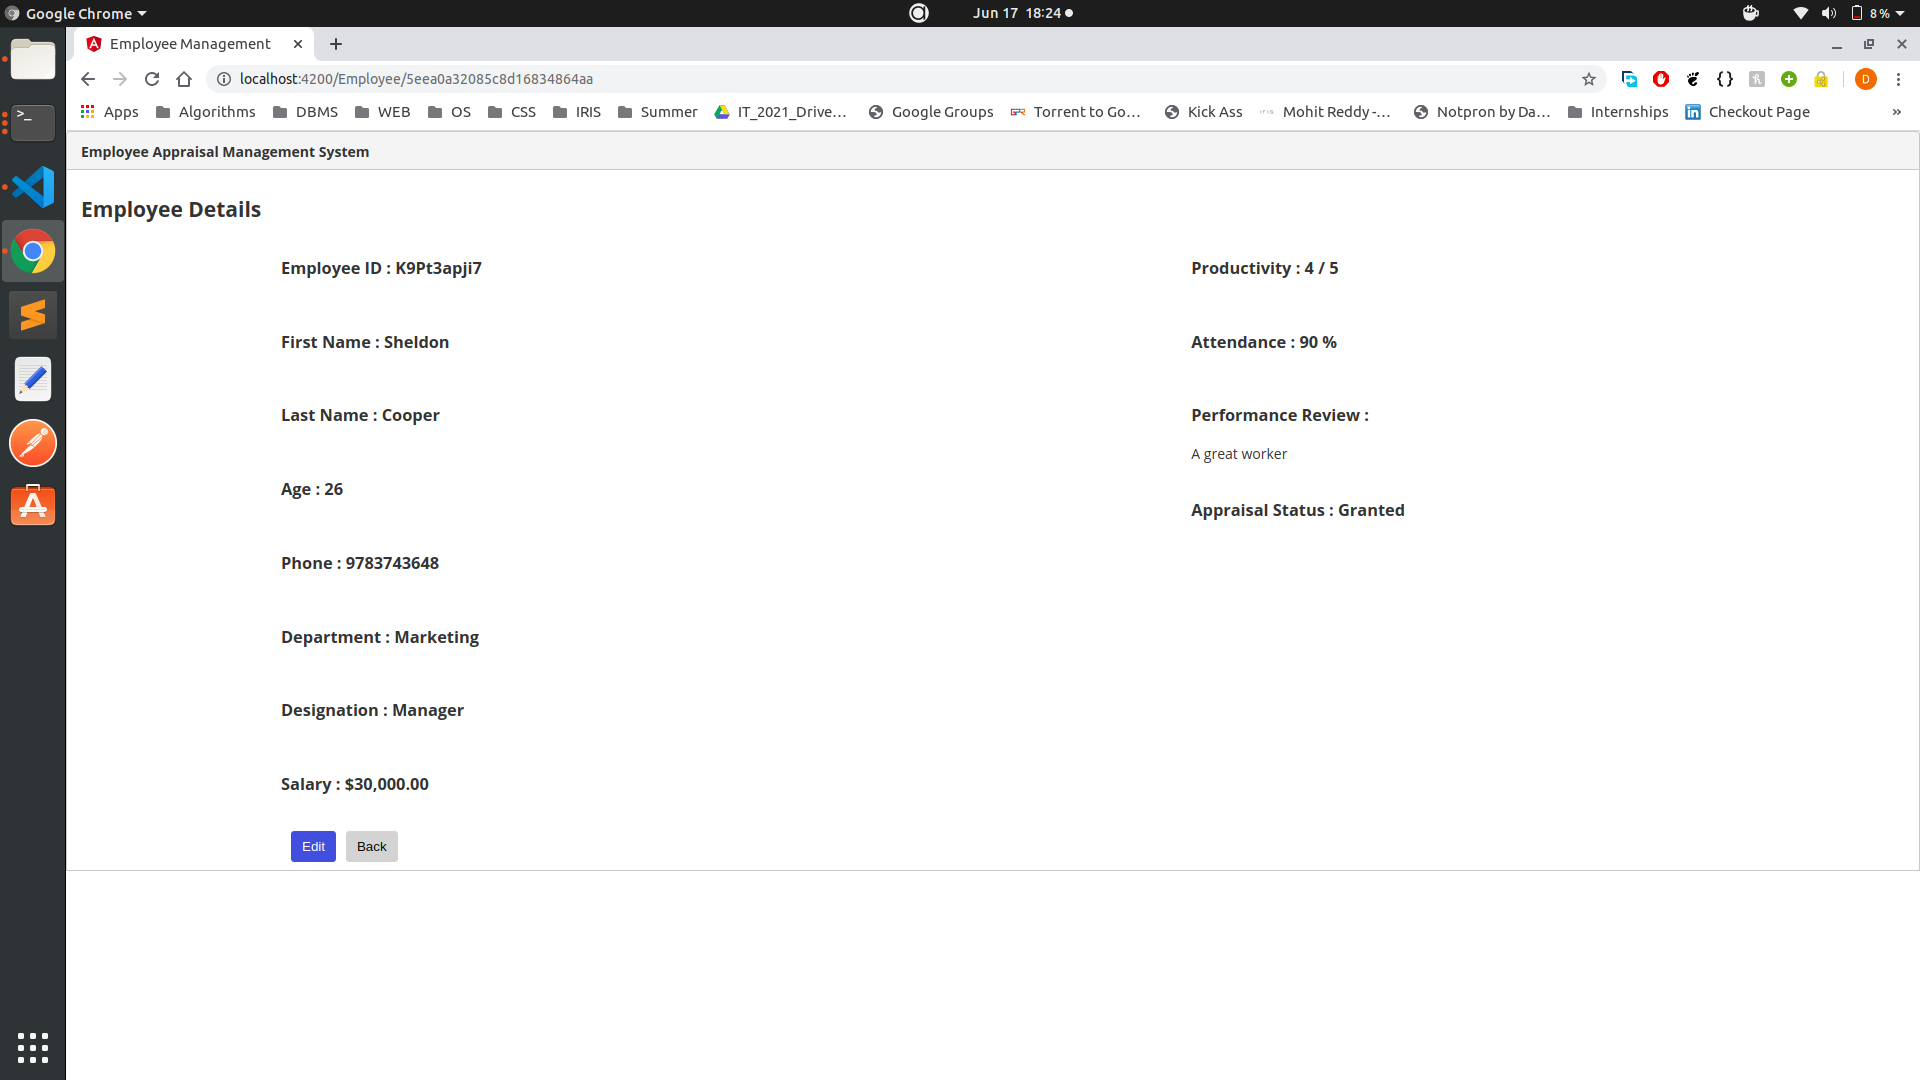 Google Chrome
Jun 17 18:24
8 %
Employee Management
localhost:4200/Employee/5eea0a32085c8d16834864aa
D
Apps
Algorithms
DBMS
WEB
OS
CSS
IRIS
Summer
IT_2021_Drive...
Google Groups
Torrent to Go...
Kick Ass
Mohit Reddy -...
Notpron by Da...
Internships
Checkout Page
»
Employee Appraisal Management System
Employee Details
Employee ID : K9Pt3apji7
First Name : Sheldon
Last Name : Cooper
Age : 26
Phone : 9783743648
Department : Marketing
Designation : Manager
Salary : $30,000.00
Productivity : 4 / 5
Attendance : 90 %
Performance Review :
A great worker
Appraisal Status : Granted
Edit
Back